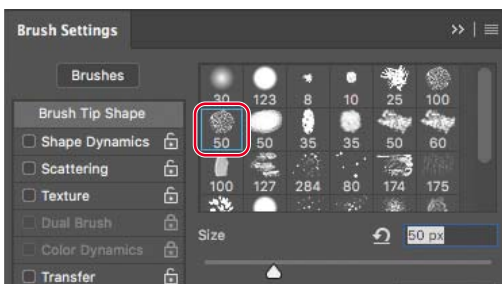 Brush Settings
Brushes
Brush Tip Shape
Shape Dynamics
Scattering
Texture
Dual Brush
Color Dynamics
Transfer
30 123 8 10 25 100
50 50 35 35 50 60
100 127 284 80 174 175
Size 50 px